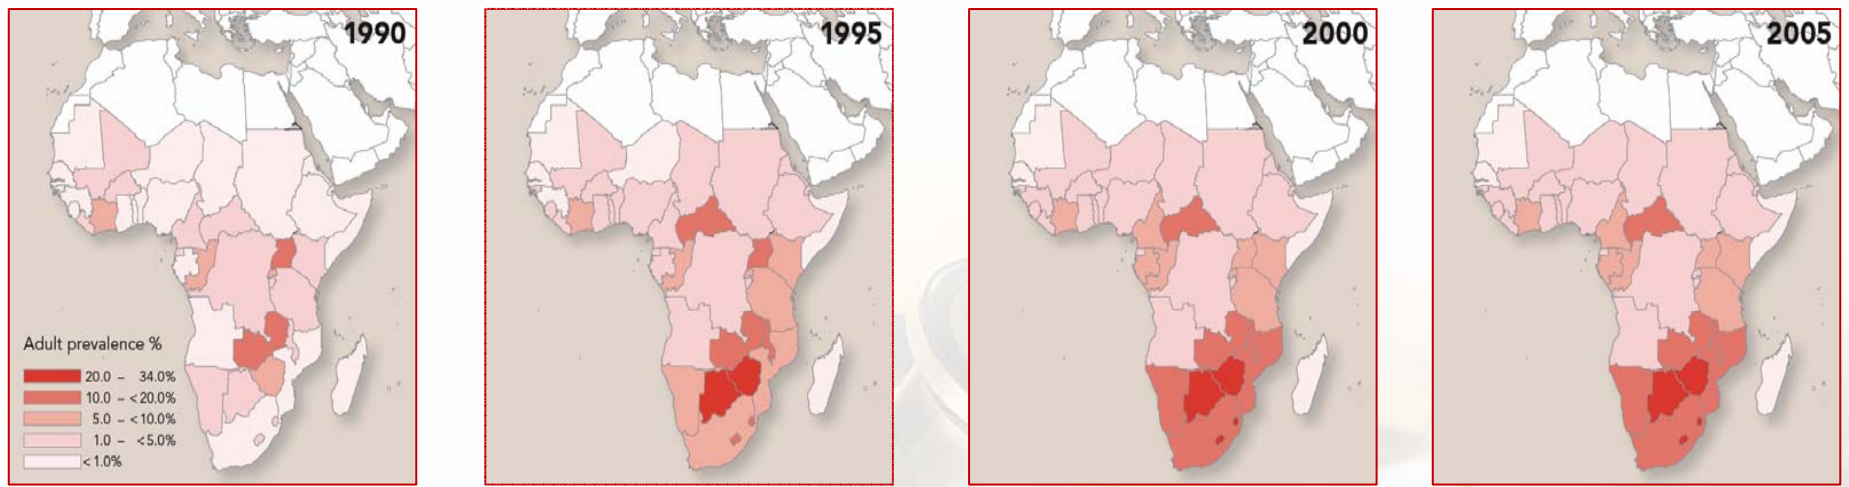 1990
1995
2000
2005
Adult prevalence %
20.0 – 34.0%
10.0 – <20.0%
5.0 – <10.0%
1.0 – <5.0%
<1.0%